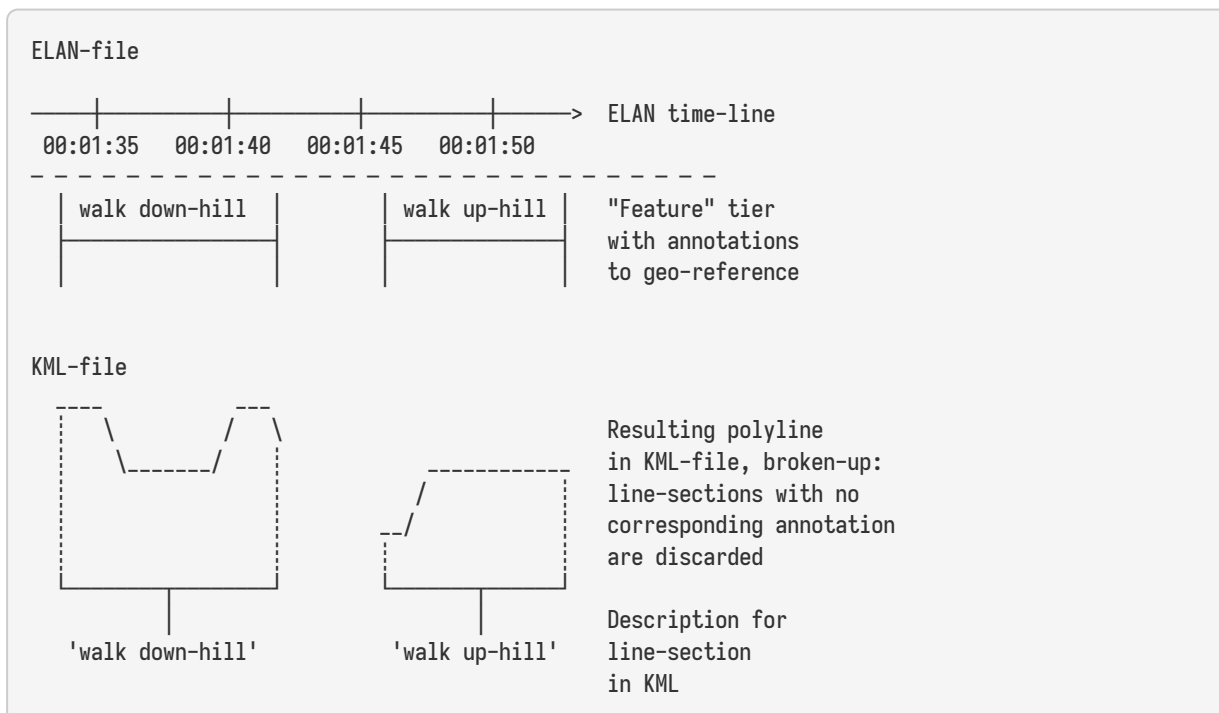 ELAN-file
ELAN time-line
00:01:35 00:01:40 00:01:45 00:01:50
walk down-hill walk up-hill "Feature" tier
with annotations
to geo-reference
KML-file
Resulting polyline
in KML-file, broken-up:
line-sections with no
corresponding annotation
are discarded
Description for
'walk down-hill' 'walk up-hill' line-section
in KML